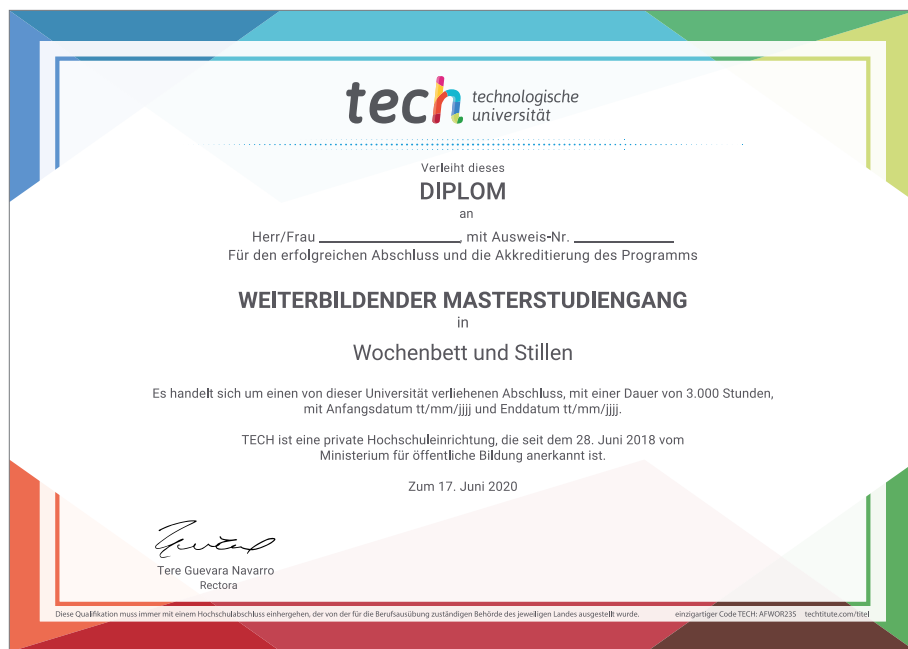 tech technologische
universität
Verleiht dieses
DIPLOM
an
Herr/Frau ____________________, mit Ausweis-Nr. ______________
Für den erfolgreichen Abschluss und die Akkreditierung des Programms
WEITERBILDENDER MASTERSTUDIENGANG
in
Wochenbett und Stillen
Es handelt sich um einen von dieser Universität verliehenen Abschluss, mit einer Dauer von 3.000 Stunden,
mit Anfangsdatum tt/mm/jjjj und Enddatum tt/mm/jjjj.
TECH ist eine private Hochschuleinrichtung, die seit dem 28. Juni 2018 vom
Ministerium für öffentliche Bildung anerkannt ist.
Zum 17. Juni 2020
Tere Guevara Navarro
Rectora
Diese Qualifikation muss immer mit einem Hochschulabschluss einhergehen, der von der für die Berufsausübung zuständigen Behörde des jeweiligen Landes ausgestellt wurde. einzigartiger Code TECH: AFWOR235 techtitute.com/titel